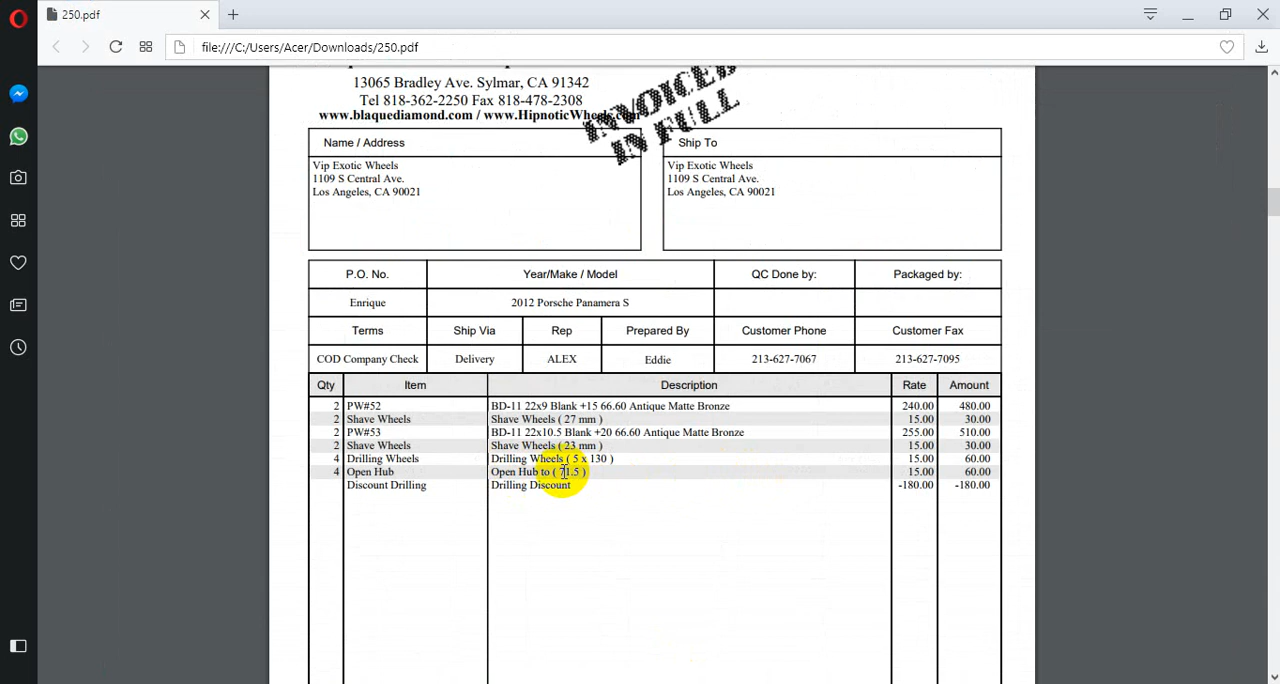 250.pdf
file:///C:/Users/Acer/Downloads/250.pdf
13065 Bradley Ave. Sylmar, CA 91342
Tel 818-362-2250 Fax 818-478-2308
www.blaquediamond.com / www.HipnoticWheels.com
INVOICED
IN FULL
Name / Address
Vip Exotic Wheels
1109 S Central Ave.
Los Angeles, CA 90021
Ship To
Vip Exotic Wheels
1109 S Central Ave.
Los Angeles, CA 90021
P.O. No. Year/Make / Model QC Done by: Packaged by:
Enrique 2012 Porsche Panamera S
Terms Ship Via Rep Prepared By Customer Phone Customer Fax
COD Company Check Delivery ALEX Eddie 213-627-7067 213-627-7095
Qty Item Description Rate Amount
2 PW#52 BD-11 22x9 Blank +15 66.60 Antique Matte Bronze 240.00 480.00
2 Shave Wheels Shave Wheels ( 27 mm ) 15.00 30.00
2 PW#53 BD-11 22x10.5 Blank +20 66.60 Antique Matte Bronze 255.00 510.00
2 Shave Wheels Shave Wheels ( 23 mm ) 15.00 30.00
4 Drilling Wheels Drilling Wheels ( 5 x 130 ) 15.00 60.00
4 Open Hub Open Hub to ( 71.5 ) 15.00 60.00
Discount Drilling Drilling Discount -180.00 -180.00